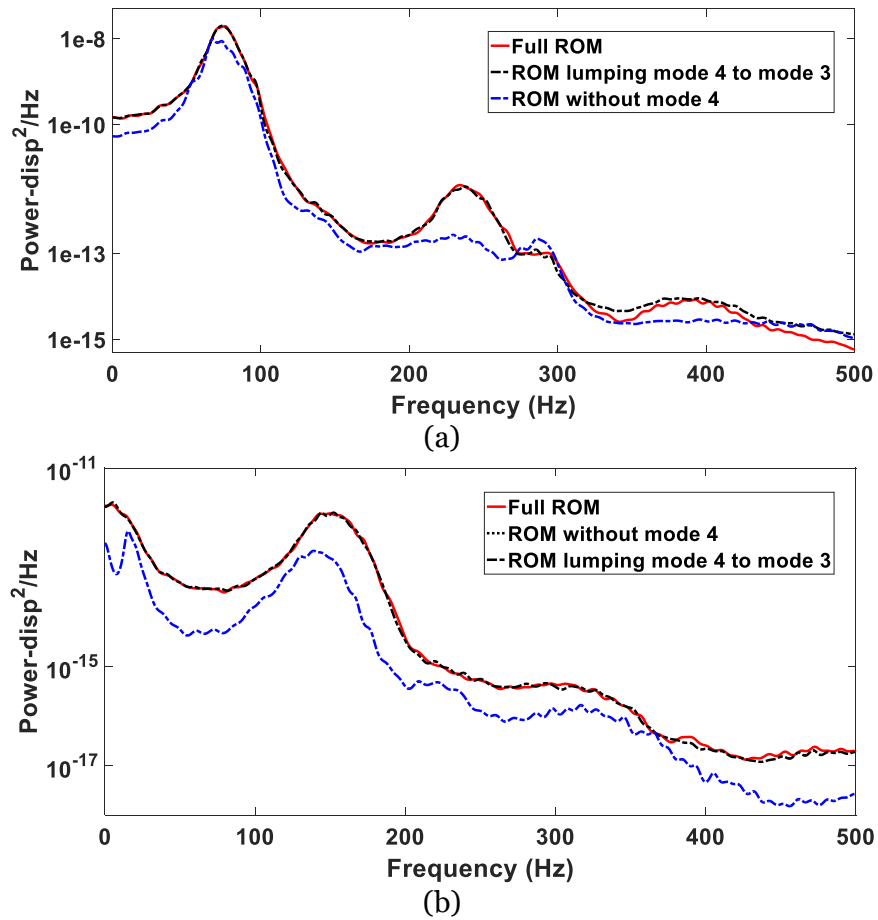 1e-8
1e-10
1e-13
1e-15
Power-disp²/Hz
Full ROM
ROM lumping mode 4 to mode 3
ROM without mode 4
0 100 200 300 400 500
Frequency (Hz)
(a)
10⁻¹¹
10⁻¹⁵
10⁻¹⁷
Power-disp²/Hz
Full ROM
ROM without mode 4
ROM lumping mode 4 to mode 3
0 100 200 300 400 500
Frequency (Hz)
(b)